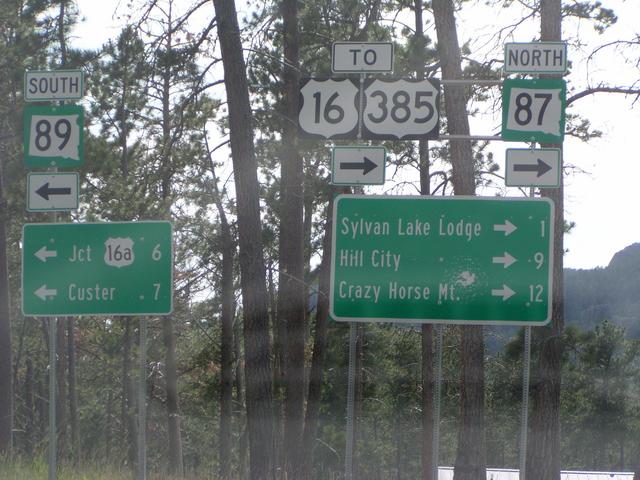 SOUTH
89
Jct 16a 6
Custer 7
TO
16 385
NORTH
87
Sylvan Lake Lodge 1
Hill City 9
Crazy Horse Mt. 12